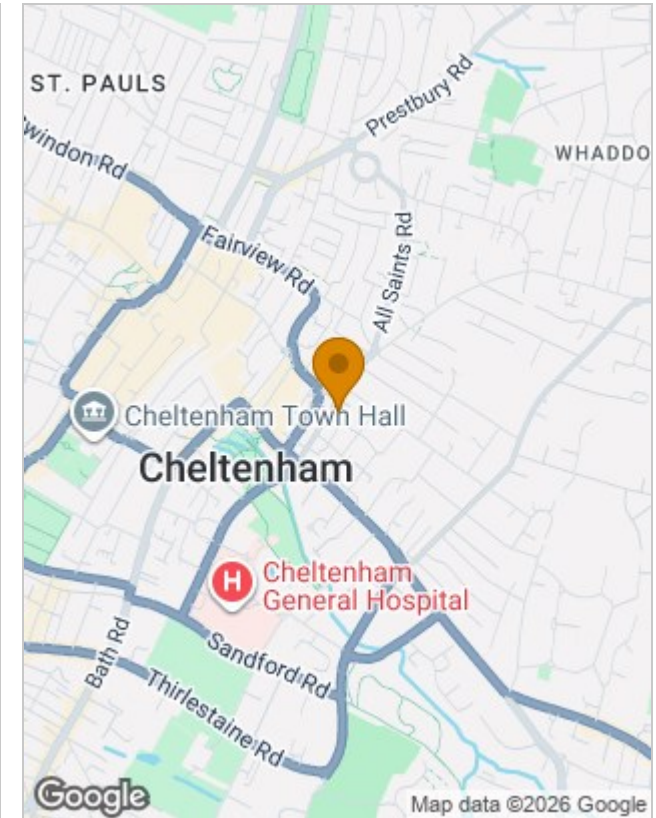 ST. PAULS
Prestbury Rd
WHADDO
Swindon Rd
Fairview Rd
All Saints Rd
Cheltenham Town Hall
Cheltenham
H
Cheltenham
General Hospital
Sandford Rd
Bath Rd
Thirlestaine Rd
Google
Map data ©2026 Google